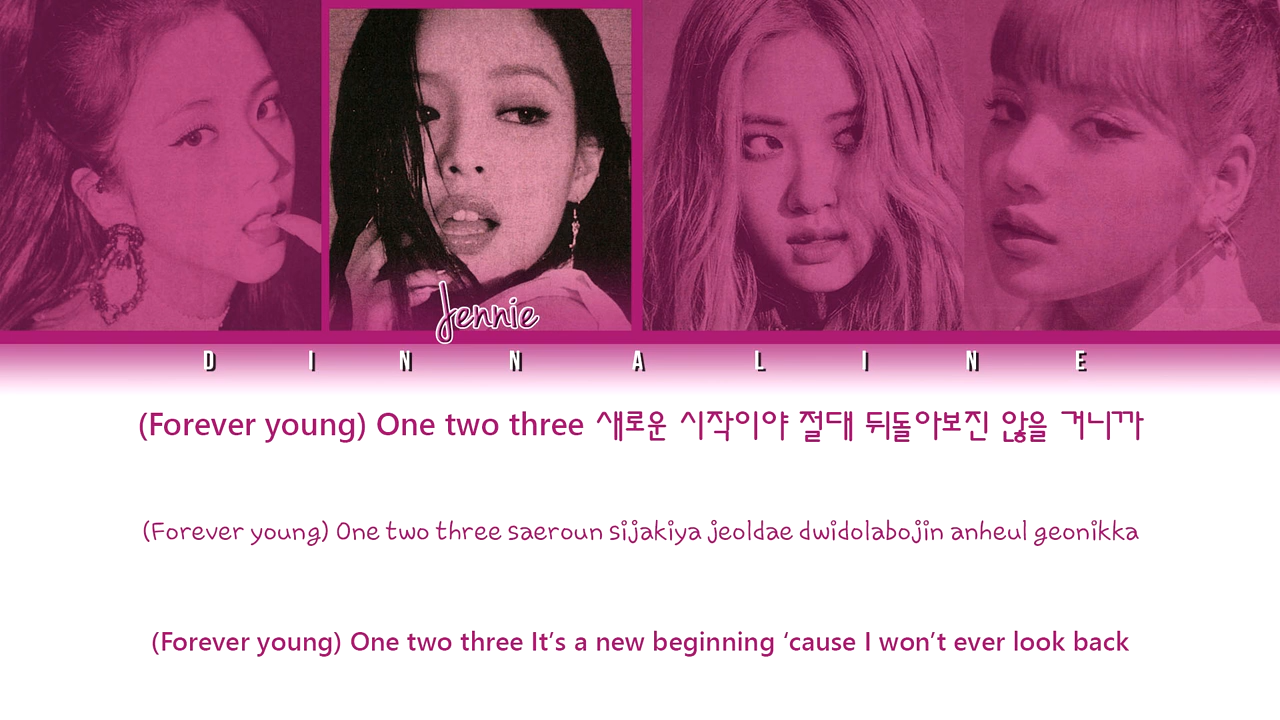 Jennie
DINNALINE
(Forever young) One two three 새로운 시작이야 절대 뒤돌아보진 않을 거니까
(Forever young) One two three saeroun sijakiya jeoldae dwidolabojin anheul geonikka
(Forever young) One two three It’s a new beginning ‘cause I won’t ever look back